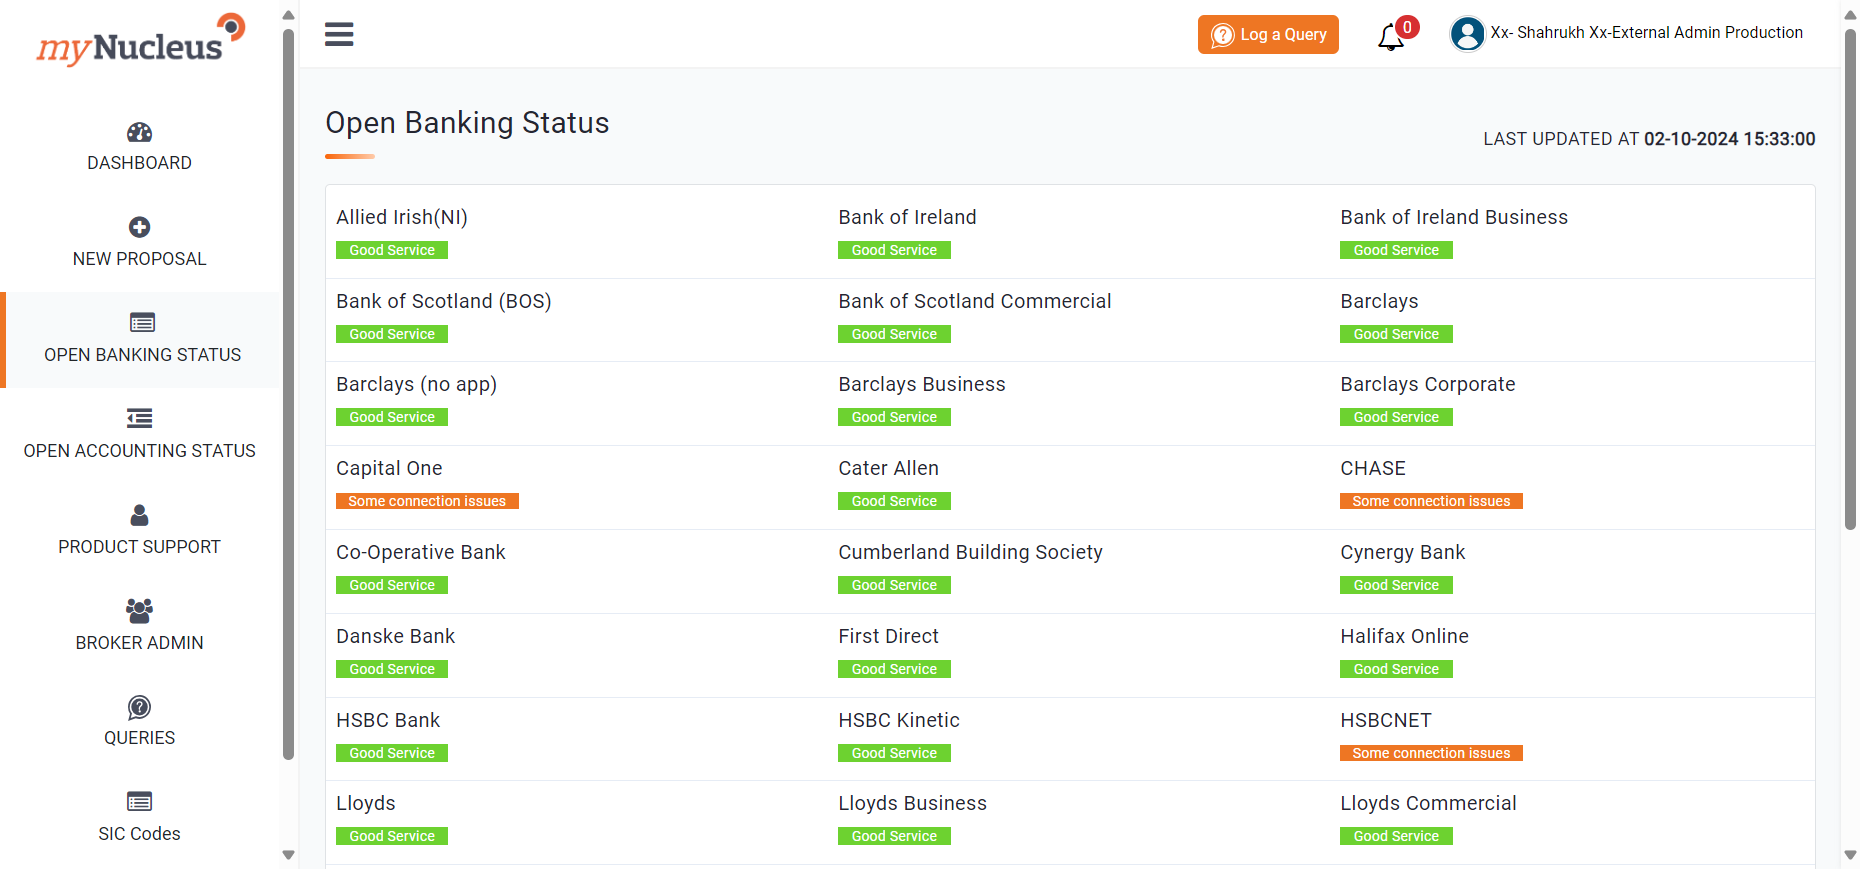 myNucleus
DASHBOARD
NEW PROPOSAL
OPEN BANKING STATUS
OPEN ACCOUNTING STATUS
PRODUCT SUPPORT
BROKER ADMIN
QUERIES
SIC Codes
Log a Query
0
Xx- Shahrukh Xx-External Admin Production
Open Banking Status
LAST UPDATED AT 02-10-2024 15:33:00
Allied Irish(NI)
Good Service
Bank of Ireland
Good Service
Bank of Ireland Business
Good Service
Bank of Scotland (BOS)
Good Service
Bank of Scotland Commercial
Good Service
Barclays
Good Service
Barclays (no app)
Good Service
Barclays Business
Good Service
Barclays Corporate
Good Service
Capital One
Some connection issues
Cater Allen
Good Service
CHASE
Some connection issues
Co-Operative Bank
Good Service
Cumberland Building Society
Good Service
Cynergy Bank
Good Service
Danske Bank
Good Service
First Direct
Good Service
Halifax Online
Good Service
HSBC Bank
Good Service
HSBC Kinetic
Good Service
HSBCNET
Some connection issues
Lloyds
Good Service
Lloyds Business
Good Service
Lloyds Commercial
Good Service